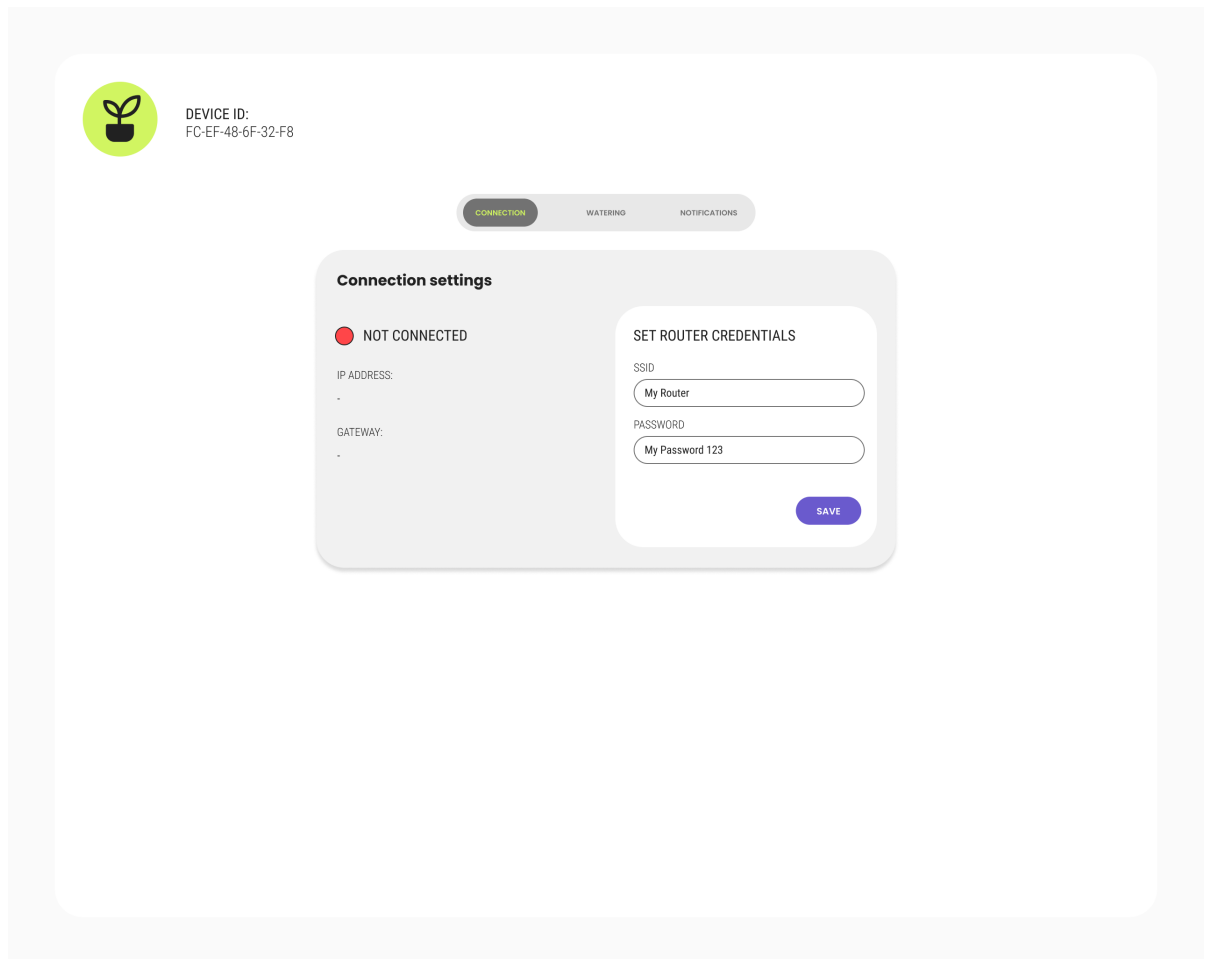 DEVICE ID:
FC-EF-48-6F-32-F8
CONNECTION
WATERING
NOTIFICATIONS
Connection settings
NOT CONNECTED
IP ADDRESS:
-
GATEWAY:
-
SET ROUTER CREDENTIALS
SSID
My Router
PASSWORD
My Password 123
SAVE